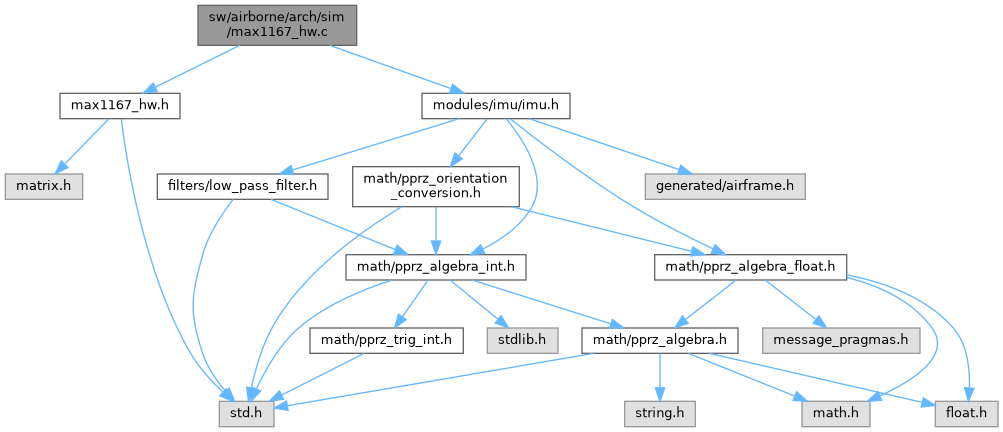 sw/airborne/arch/sim
/max1167_hw.c
max1167_hw.h
modules/imu/imu.h
matrix.h
filters/low_pass_filter.h
math/pprz_orientation
_conversion.h
generated/airframe.h
math/pprz_algebra_int.h
math/pprz_algebra_float.h
math/pprz_trig_int.h
stdlib.h
math/pprz_algebra.h
message_pragmas.h
std.h
string.h
math.h
float.h